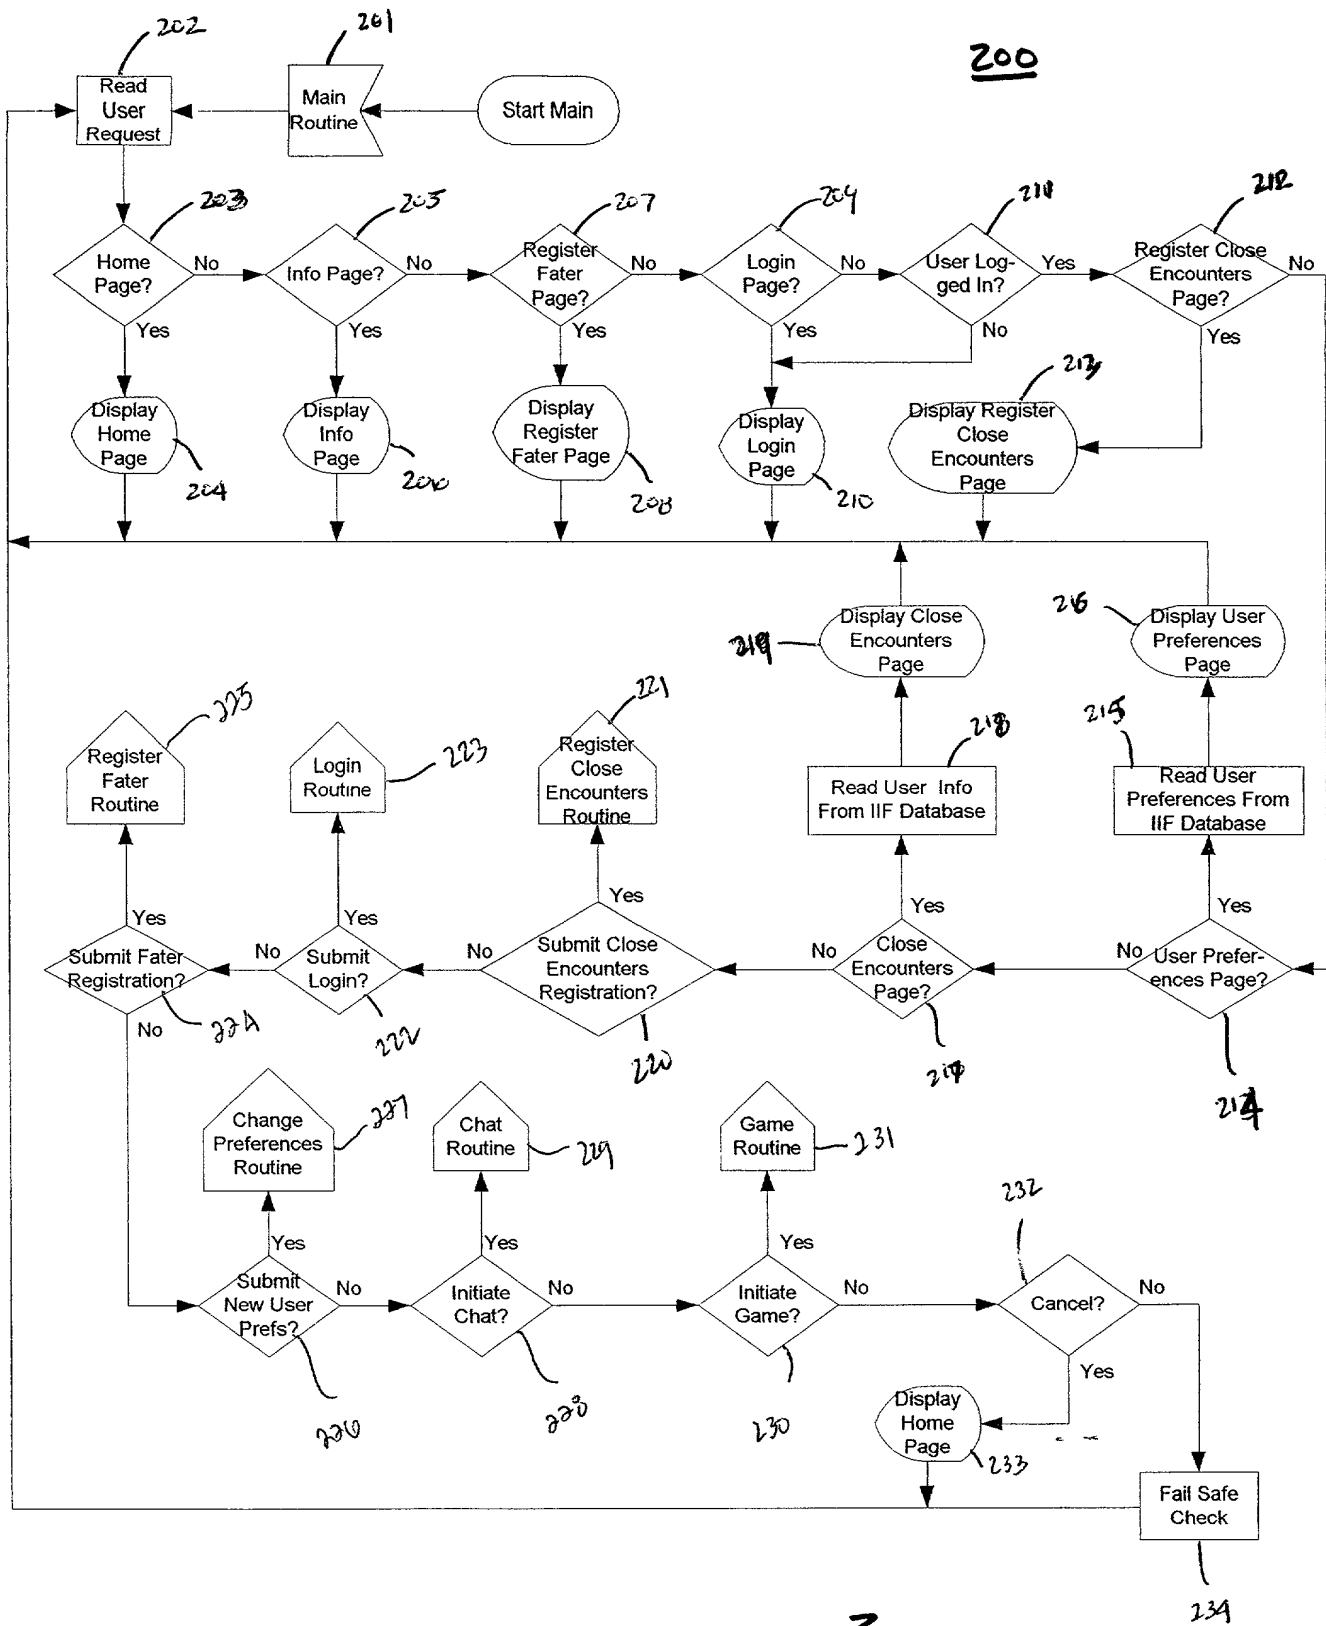 202
201
200
Read
User
Request
Main
Routine
Start Main
203
205
207
204
211
212
Home
Page?
No
Info Page?
No
Register
Fater
Page?
No
Login
Page?
No
User Log-
ged In?
Yes
Register Close
Encounters
Page?
No
Yes
Yes
Yes
Yes
No
Yes
213
Display
Home
Page
Display
Info
Page
Display
Register
Fater Page
Display
Login
Page
Display Register
Close
Encounters
Page
204
206
208
210
Display Close
Encounters
Page
219
216
Display User
Preferences
Page
225
223
221
218
215
Register
Fater
Routine
Login
Routine
Register
Close
Encounters
Routine
Read User Info
From IIF Database
Read User
Preferences From
IIF Database
Yes
Yes
Yes
Yes
Yes
Submit Fater
Registration?
No
Submit
Login?
No
Submit Close
Encounters
Registration?
No
Close
Encounters
Page?
No
User Prefer-
ences Page?
No
224
222
220
217
214
Change
Preferences
Routine
227
Chat
Routine
229
Game
Routine
231
232
Yes
Yes
Yes
Submit
New User
Prefs?
No
Initiate
Chat?
No
Initiate
Game?
No
Cancel?
No
Yes
226
228
230
Display
Home
Page
233
Fail Safe
Check
234